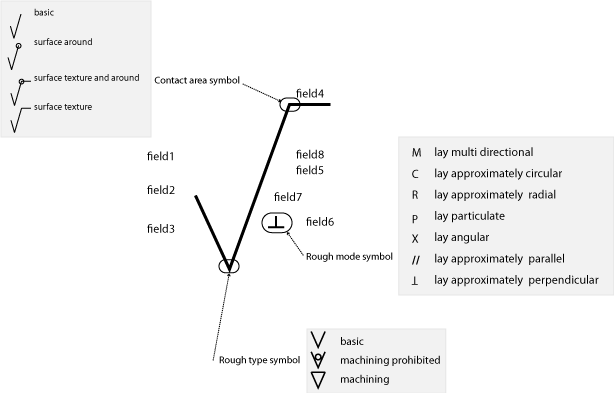 basic
surface around
surface texture and around
surface texture
Contact area symbol
field4
field1
field8
field5
field2
field7
field3
field6
Rough mode symbol
M lay multi directional
C lay approximately circular
R lay approximately radial
P lay particulate
X lay angular
// lay approximately parallel
⊥ lay approximately perpendicular
Rough type symbol
basic
machining prohibited
machining